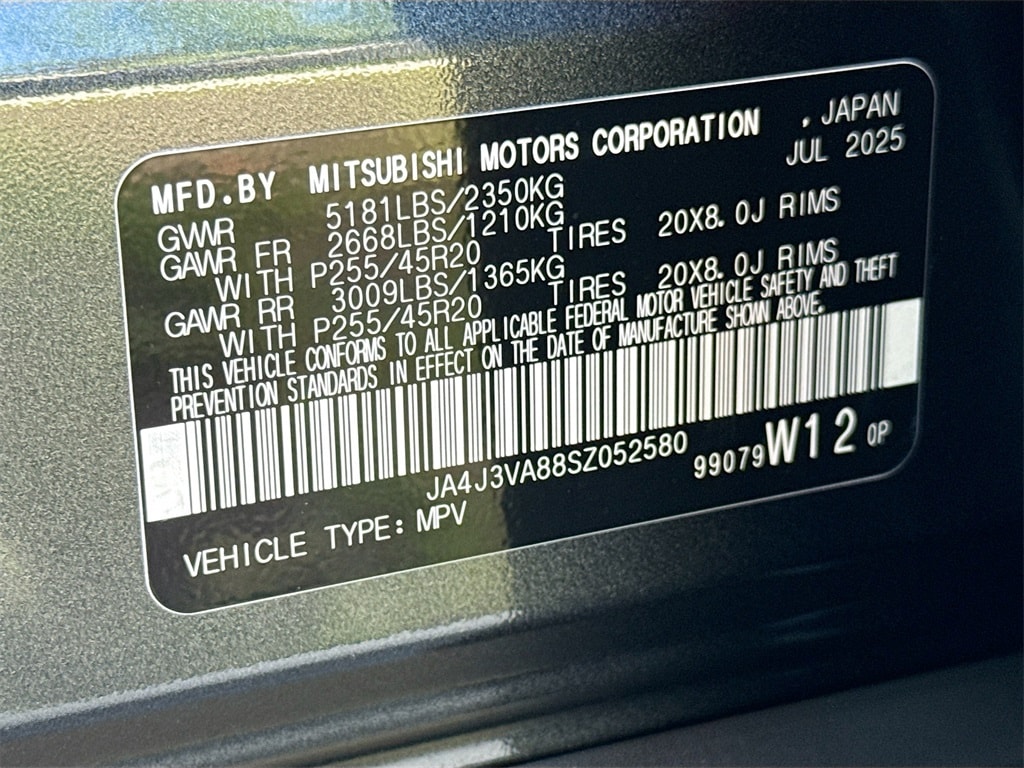 MFD.BY MITSUBISHI MOTORS CORPORATION , JAPAN
JUL 2025
GVWR 5181LBS/2350KG
GAWR FR 2668LBS/1210KG
WITH P255/45R20 TIRES 20X8.0J RIMS
GAWR RR 3009LBS/1365KG
WITH P255/45R20 TIRES 20X8.0J RIMS
THIS VEHICLE CONFORMS TO ALL APPLICABLE FEDERAL MOTOR VEHICLE SAFETY AND THEFT
PREVENTION STANDARDS IN EFFECT ON THE DATE OF MANUFACTURE SHOWN ABOVE.
JA4J3VA88SZ052580 99079W12 0P
VEHICLE TYPE: MPV